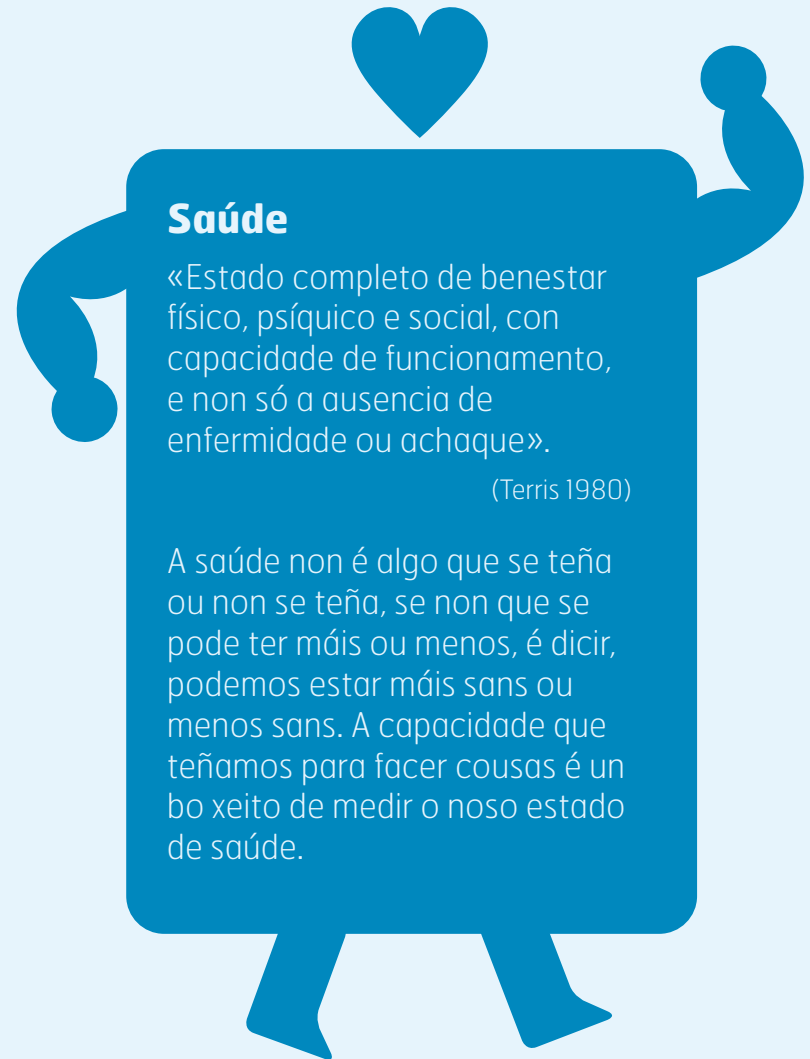 Saúde
«Estado completo de benestar
físico, psíquico e social, con
capacidade de funcionamento,
e non só a ausencia de
enfermidade ou achaque».
(Terris 1980)
A saúde non é algo que se teña
ou non se teña, se non que se
pode ter máis ou menos, é dicir,
podemos estar máis sans ou
menos sans. A capacidade que
teñamos para facer cousas é un
bo xeito de medir o noso estado
de saúde.